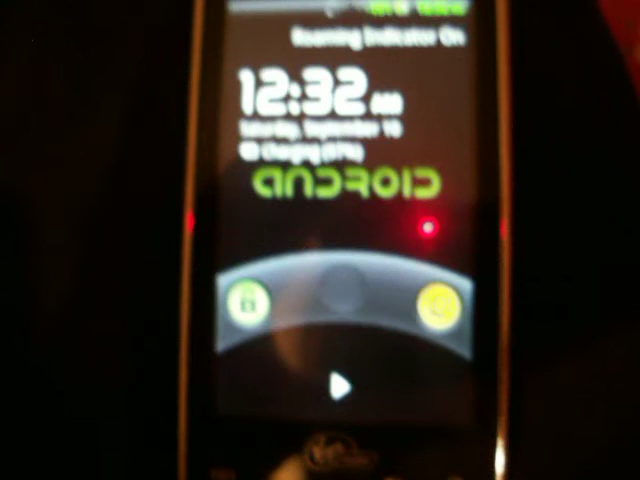 Roaming Indicator On
12:32 AM
Saturday, September
Charging
ANDROID